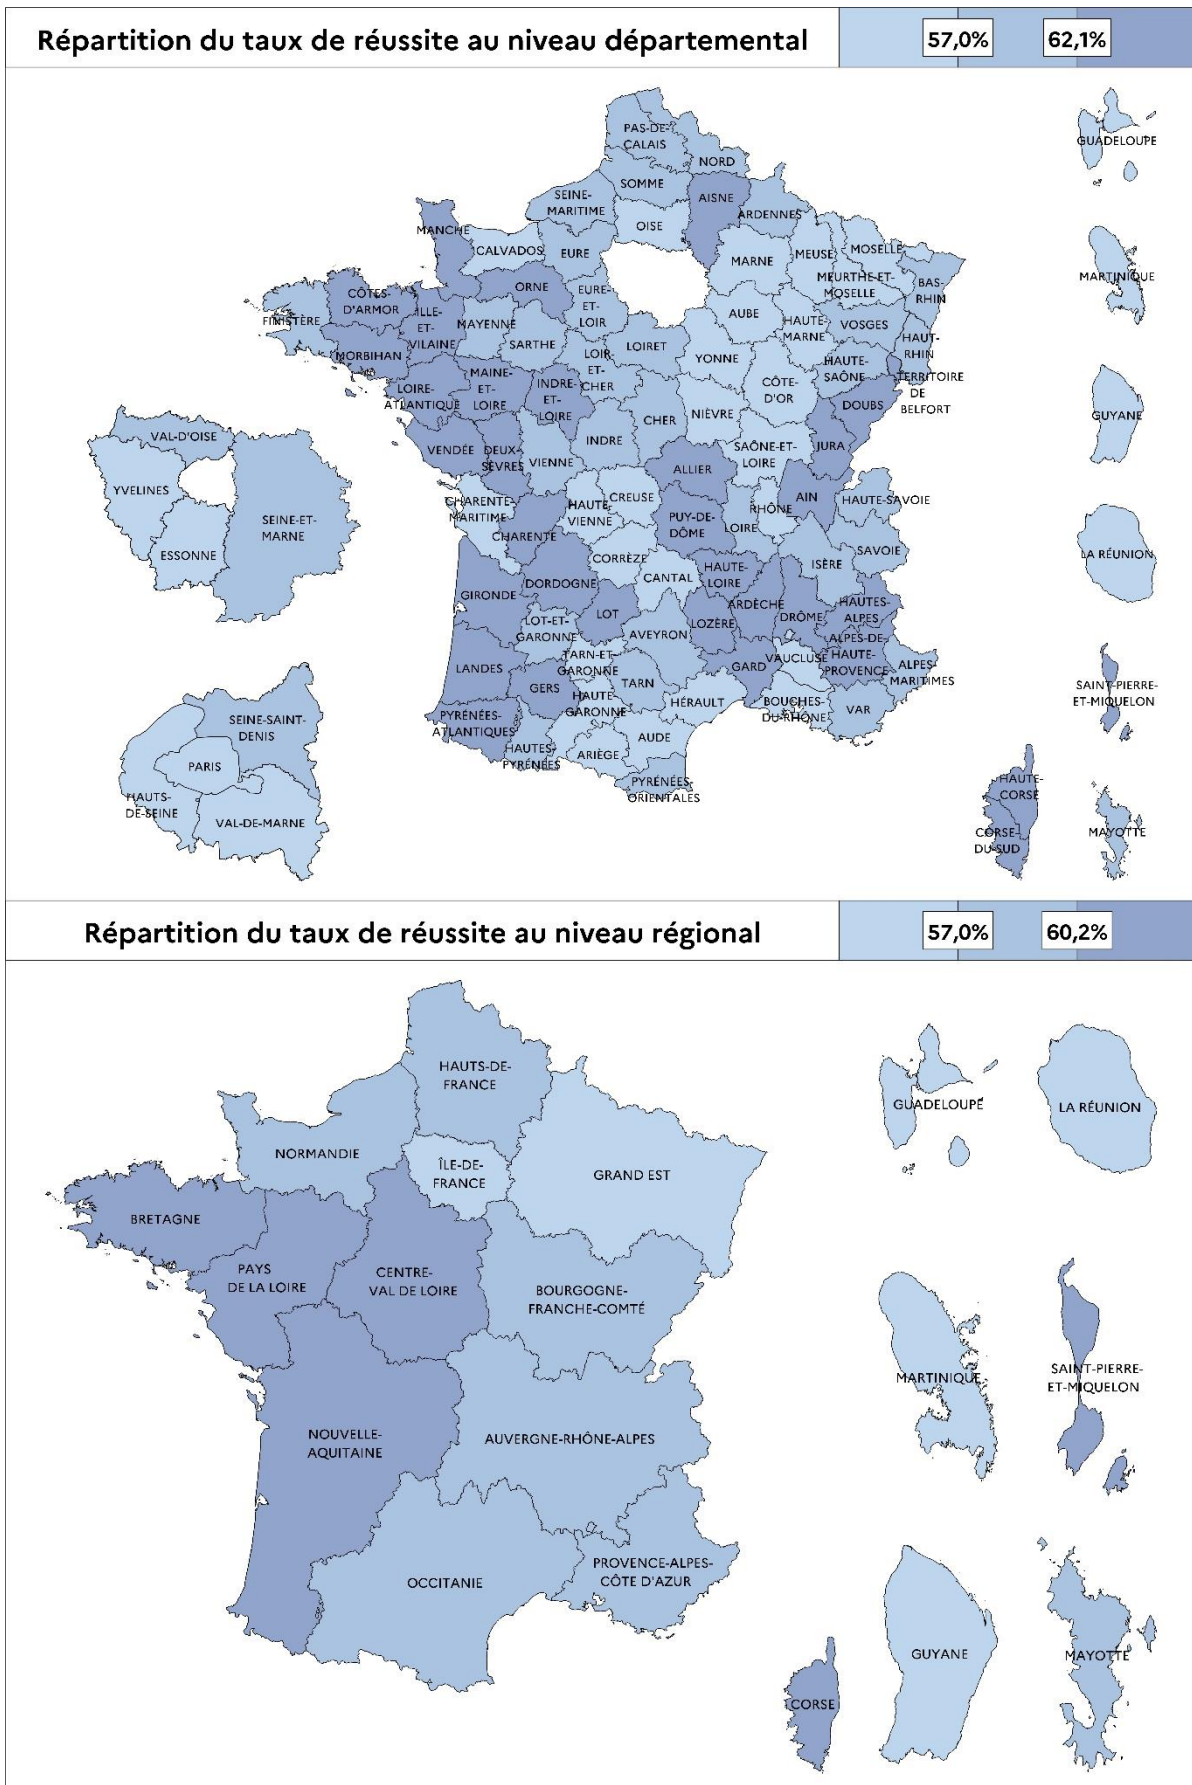 Répartition du taux de réussite au niveau départemental
57,0%
62,1%
PAS-DE-
CALAIS
NORD
SOMME
SEINE-
MARITIME
AISNE
ARDENNES
OISE
MANCHE
CALVADOS
EURE
MARNE
MEUSE
MOSELLE
MEURTHE-ET-
MOSELLE
BAS-
RHIN
ORNE
EURE-
ET-
LOIR
CÔTES-
D'ARMOR
ILLE-
ET-
VILAINE
FINISTÈRE
MAYENNE
AUBE
HAUTE-
MARNE
VOSGES
HAUT-
RHIN
MORBIHAN
SARTHE
LOIR-
ET-
CHER
LOIRET
YONNE
HAUTE-
SAÔNE
TERRITOIRE
DE
BELFORT
LOIRE-
ATLANTIQUE
MAINE-
ET-
LOIRE
INDRE-
ET-
LOIRE
CÔTE-
D'OR
DOUBS
CHER
NIÈVRE
VENDÉE
DEUX-
SÈVRES
VIENNE
INDRE
SAÔNE-ET-
LOIRE
JURA
ALLIER
CHARENTE-
MARITIME
HAUTE-
VIENNE
CREUSE
PUY-DE-
DÔME
LOIRE
RHÔNE
AIN
HAUTE-SAVOIE
CHARENTE
CORRÈZE
ISÈRE
SAVOIE
GIRONDE
DORDOGNE
CANTAL
HAUTE-
LOIRE
LOT
LOT-ET-
GARONNE
AVEYRON
LOZÈRE
ARDÈCHE
DRÔME
HAUTES-
ALPES
ALPES-DE-
HAUTE-
PROVENCE
ALPES-
MARITIMES
LANDES
TARN-ET-
GARONNE
GARD
VAUCLUSE
GERS
TARN
HAUTE-
GARONNE
HÉRAULT
BOUCHES-
DU-RHÔNE
VAR
PYRÉNÉES-
ATLANTIQUES
HAUTES-
PYRÉNÉES
ARIÈGE
AUDE
PYRÉNÉES-
ORIENTALES
HAUTE-
CORSE
CORSE-
DU-SUD
VAL-D'OISE
YVELINES
ESSONNE
SEINE-ET-
MARNE
SEINE-SAINT-
DENIS
PARIS
HAUTS-
DE-SEINE
VAL-DE-MARNE
GUADELOUPE
MARTINIQUE
GUYANE
LA RÉUNION
SAINT-PIERRE-
ET-MIQUELON
MAYOTTE
Répartition du taux de réussite au niveau régional
57,0%
60,2%
HAUTS-DE-
FRANCE
NORMANDIE
ÎLE-DE-
FRANCE
GRAND EST
BRETAGNE
PAYS
DE LA LOIRE
CENTRE-
VAL DE LOIRE
BOURGOGNE-
FRANCHE-COMTÉ
NOUVELLE-
AQUITAINE
AUVERGNE-RHÔNE-ALPES
OCCITANIE
PROVENCE-ALPES-
CÔTE D'AZUR
CORSE
GUADELOUPE
LA RÉUNION
MARTINIQUE
SAINT-PIERRE-
ET-MIQUELON
GUYANE
MAYOTTE